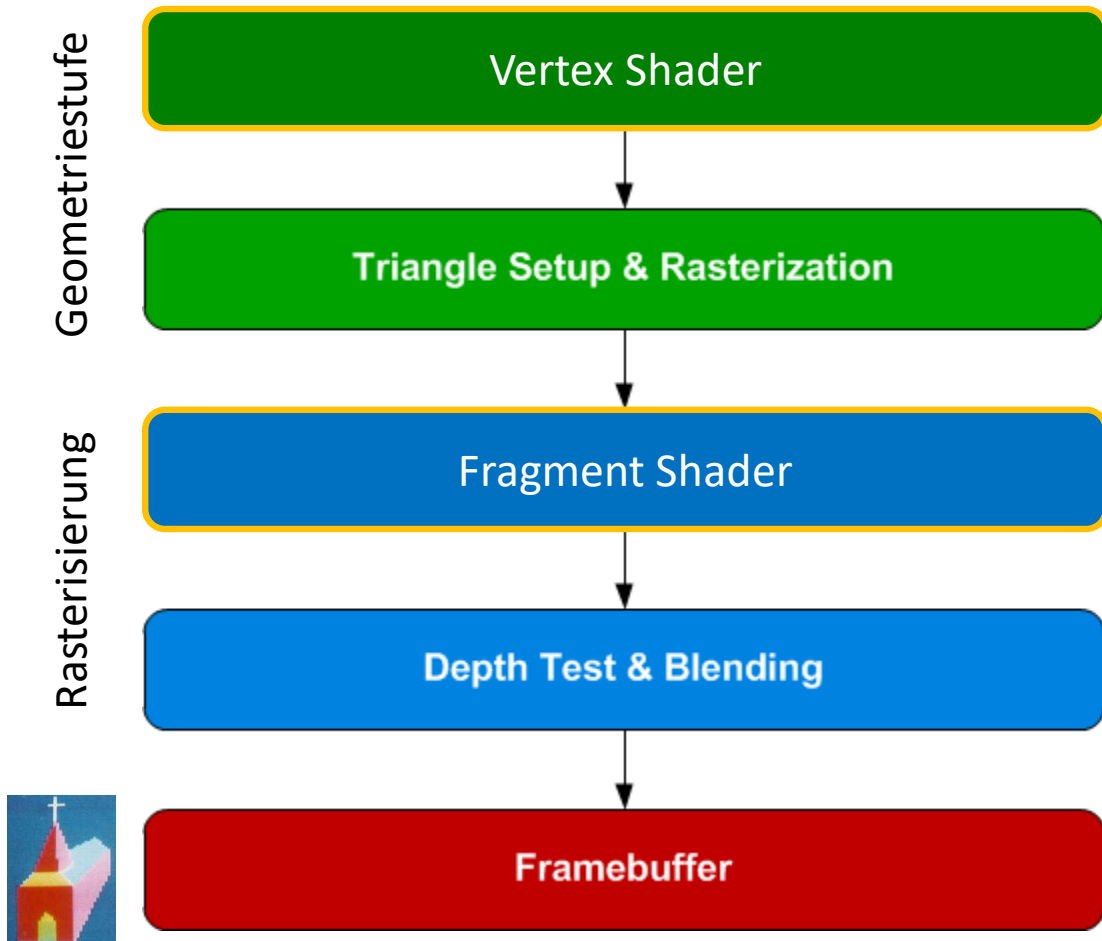 Geometriestufe
Vertex Shader
Triangle Setup & Rasterization
Rasterisierung
Fragment Shader
Depth Test & Blending
Framebuffer